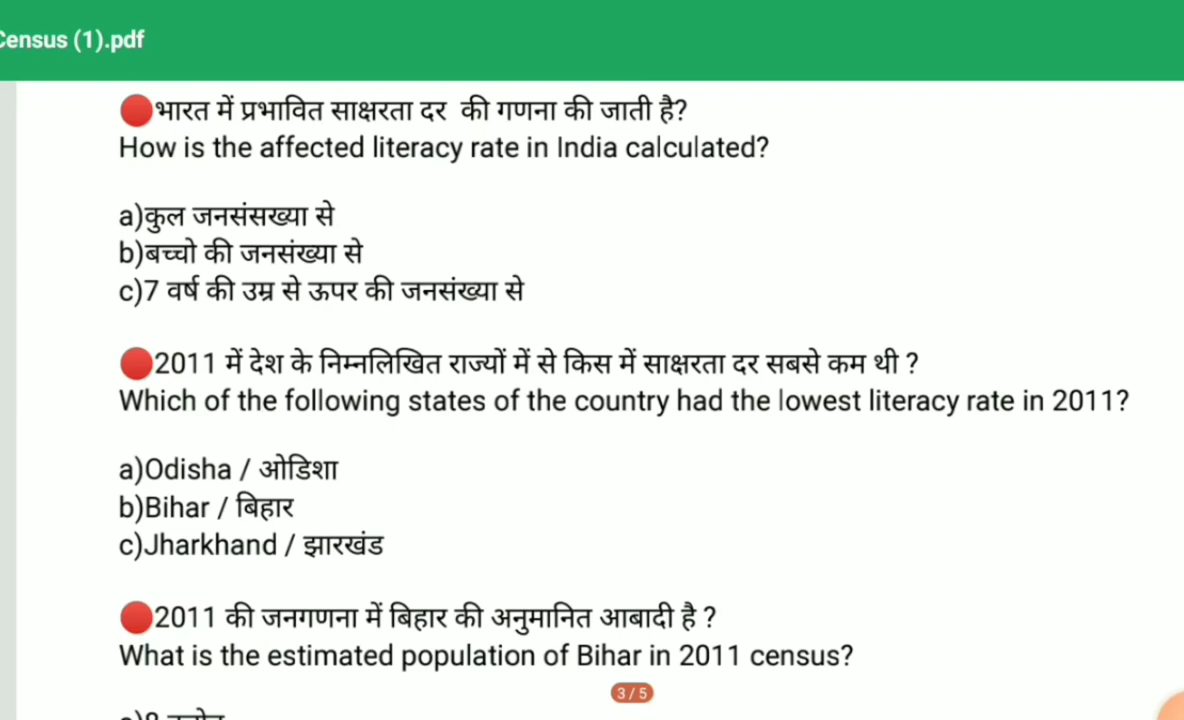 Census (1).pdf
भारत में प्रभावित साक्षरता दर की गणना की जाती है?
How is the affected literacy rate in India calculated?
a)कुल जनसंसख्या से
b)बच्चो की जनसंख्या से
c)7 वर्ष की उम्र से ऊपर की जनसंख्या से
2011 में देश के निम्नलिखित राज्यों में से किस में साक्षरता दर सबसे कम थी ?
Which of the following states of the country had the lowest literacy rate in 2011?
a)Odisha / ओडिशा
b)Bihar / बिहार
c)Jharkhand / झारखंड
2011 की जनगणना में बिहार की अनुमानित आबादी है ?
What is the estimated population of Bihar in 2011 census?
3 / 5